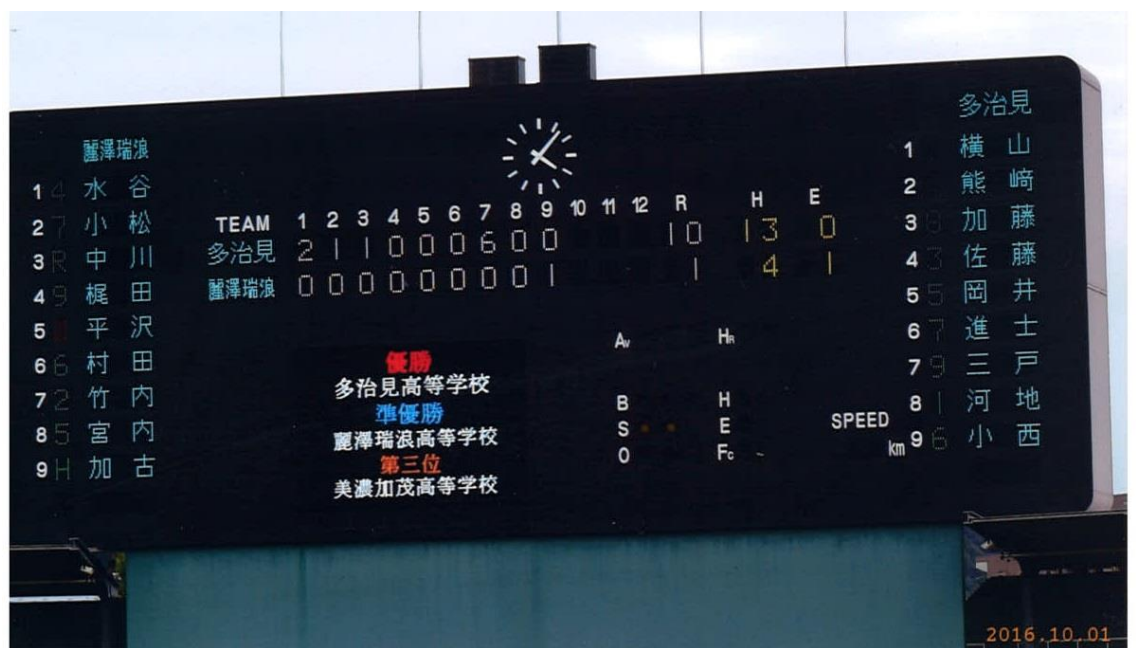 麗澤瑞浪
1 4 水谷
2 7 小松
3 R 中川
4 9 梶田
5 平沢
6 6 村田
7 2 竹内
8 5 宮内
9 H 加古
TEAM 1 2 3 4 5 6 7 8 9 10 11 12 R H E
多治見 2 1 1 0 0 0 6 0 0 10 13 0
麗澤瑞浪 0 0 0 0 0 0 0 0 1 1 4 1
優勝
多治見高等学校
準優勝
麗澤瑞浪高等学校
第三位
美濃加茂高等学校
Av HR
B H
S E
O Fc
SPEED
km
多治見
1 横山
2 熊﨑
3 8 加藤
4 3 佐藤
5 5 岡井
6 7 進士
7 9 三戸
8 1 河地
9 6 小西
2016.10.01